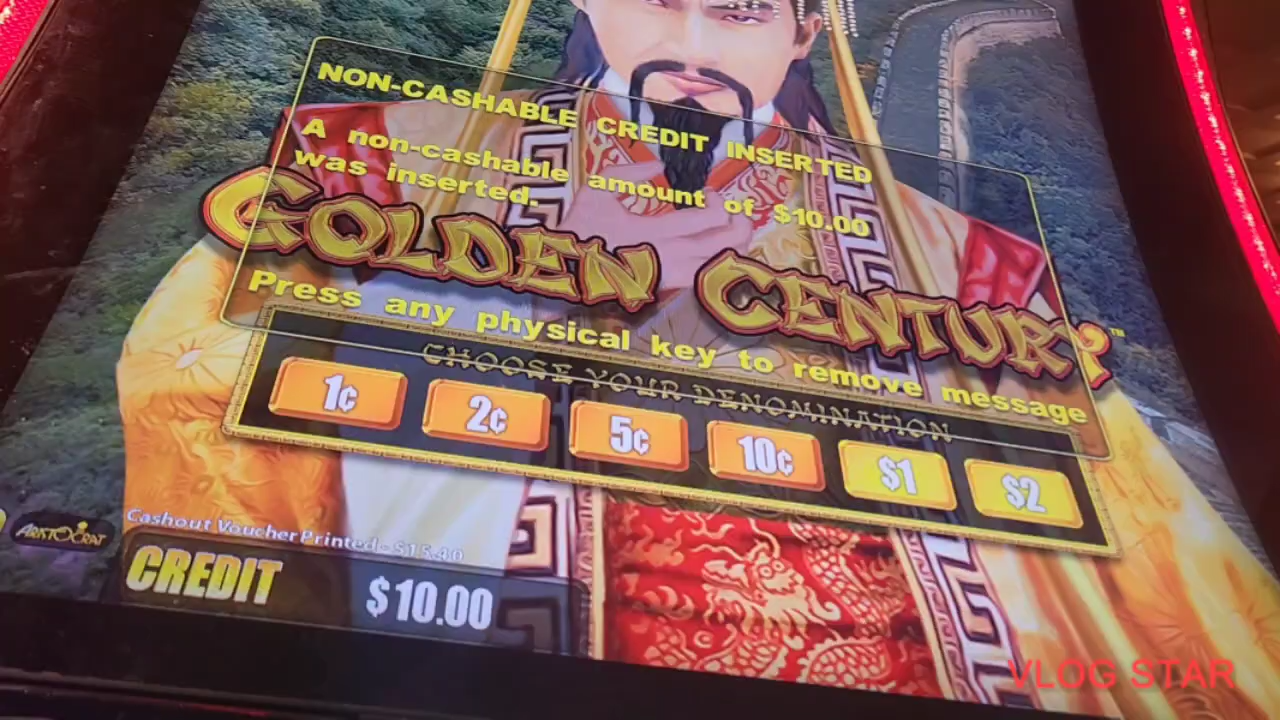 NON-CASHABLE CREDIT INSERTED
A non-cashable amount of $10.00
was inserted.
GOLDEN CENTURY™
Press any physical key to remove message
CHOOSE YOUR DENOMINATION
1¢ 2¢ 5¢ 10¢ $1 $2
ARISTOCRAT
Cashout Voucher Printed - $15.40
CREDIT $10.00
VLOG STAR